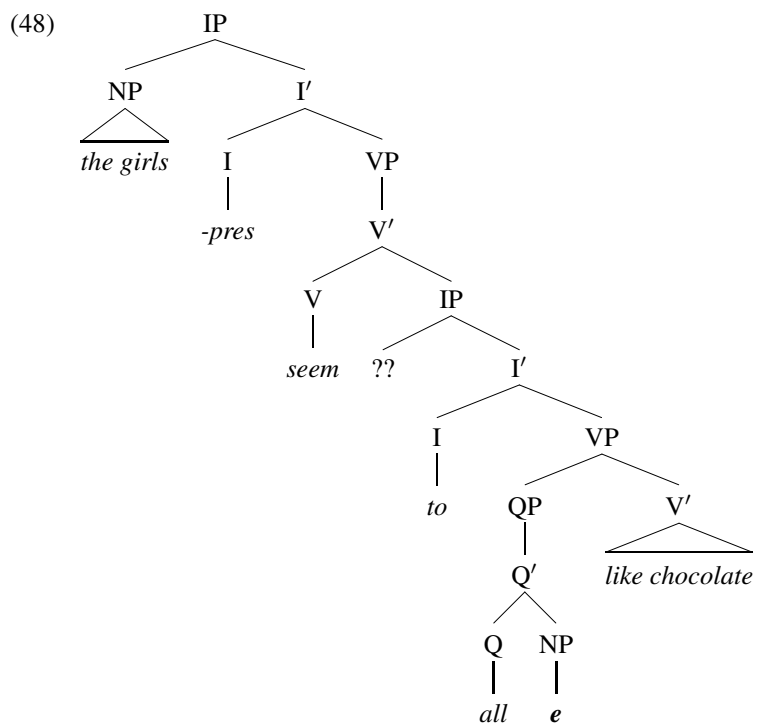 (48) IP
NP I′
the girls I VP
-pres V′
V IP
seem ?? I′
I VP
to QP V′
Q′ like chocolate
Q NP
all e